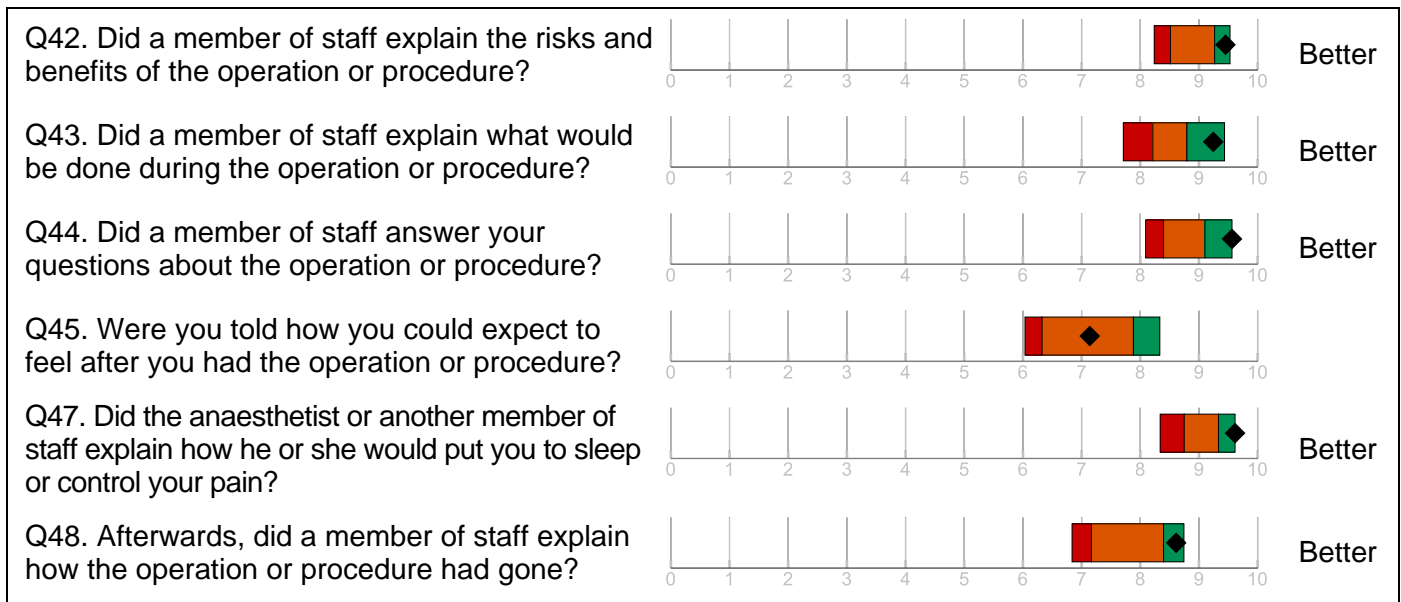 Q42. Did a member of staff explain the risks and
benefits of the operation or procedure?
0 1 2 3 4 5 6 7 8 9 10
Better
Q43. Did a member of staff explain what would
be done during the operation or procedure?
0 1 2 3 4 5 6 7 8 9 10
Better
Q44. Did a member of staff answer your
questions about the operation or procedure?
0 1 2 3 4 5 6 7 8 9 10
Better
Q45. Were you told how you could expect to
feel after you had the operation or procedure?
0 1 2 3 4 5 6 7 8 9 10
Q47. Did the anaesthetist or another member of
staff explain how he or she would put you to sleep
or control your pain?
0 1 2 3 4 5 6 7 8 9 10
Better
Q48. Afterwards, did a member of staff explain
how the operation or procedure had gone?
0 1 2 3 4 5 6 7 8 9 10
Better